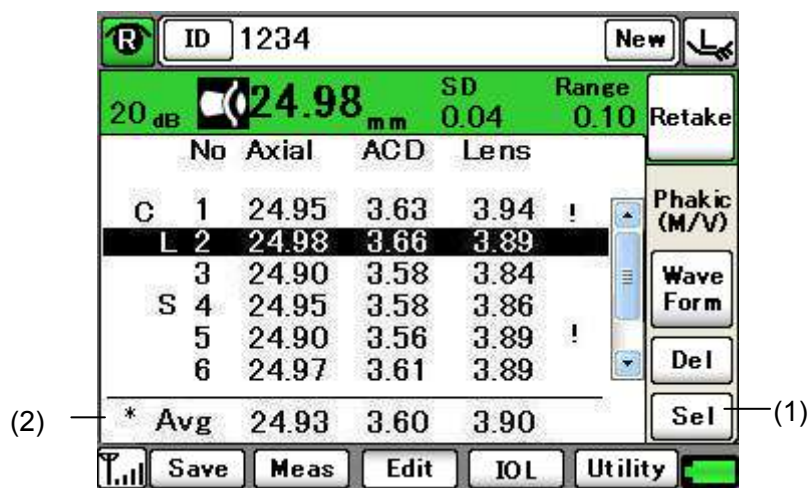 R ID 1234 New
20 dB 24.98 mm SD 0.04 Range 0.10 Retake
No Axial ACD Lens
Phakic (M/V)
C 1 24.95 3.63 3.94 !
L 2 24.98 3.66 3.89
3 24.90 3.58 3.84
Wave Form
S 4 24.95 3.58 3.86
5 24.90 3.56 3.89 !
6 24.97 3.61 3.89
Del
(2) * Avg 24.93 3.60 3.90 Sel (1)
Save Meas Edit IOL Utility